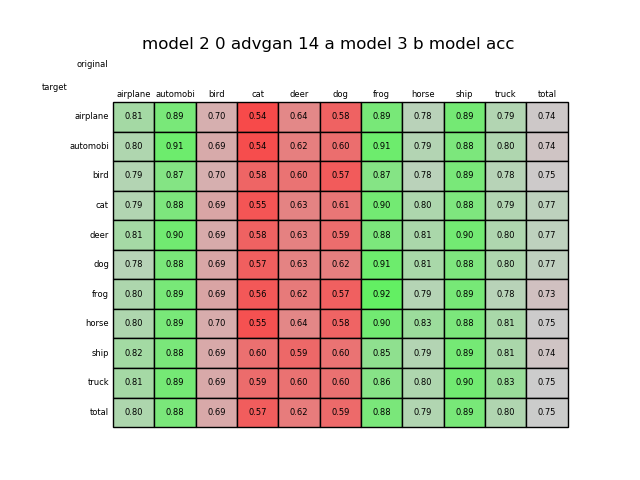 model 2 0 advgan 14 a model 3 b model acc
original
target
airplane automobi bird cat deer dog frog horse ship truck total
airplane 0.81 0.89 0.70 0.54 0.64 0.58 0.89 0.78 0.89 0.79 0.74
automobi 0.80 0.91 0.69 0.54 0.62 0.60 0.91 0.79 0.88 0.80 0.74
bird 0.79 0.87 0.70 0.58 0.60 0.57 0.87 0.78 0.89 0.78 0.75
cat 0.79 0.88 0.69 0.55 0.63 0.61 0.90 0.80 0.88 0.79 0.77
deer 0.81 0.90 0.69 0.58 0.63 0.59 0.88 0.81 0.90 0.80 0.77
dog 0.78 0.88 0.69 0.57 0.63 0.62 0.91 0.81 0.88 0.80 0.77
frog 0.80 0.89 0.69 0.56 0.62 0.57 0.92 0.79 0.89 0.78 0.73
horse 0.80 0.89 0.70 0.55 0.64 0.58 0.90 0.83 0.88 0.81 0.75
ship 0.82 0.88 0.69 0.60 0.59 0.60 0.85 0.79 0.89 0.81 0.74
truck 0.81 0.89 0.69 0.59 0.60 0.60 0.86 0.80 0.90 0.83 0.75
total 0.80 0.88 0.69 0.57 0.62 0.59 0.88 0.79 0.89 0.80 0.75